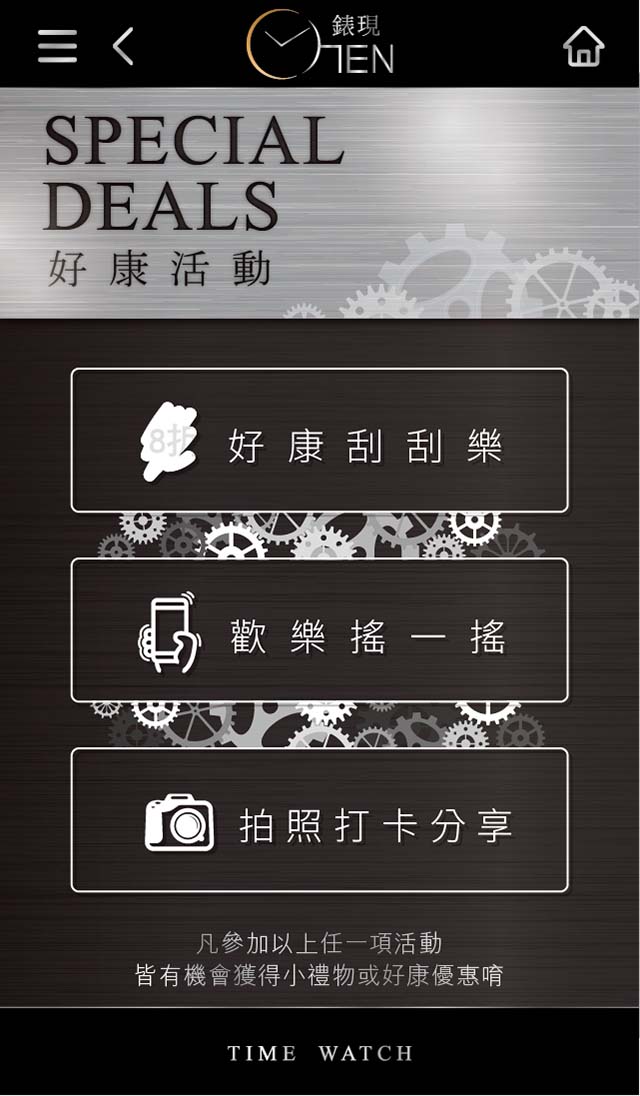 錶現
TEN
SPECIAL
DEALS
好康活動
8折
好康刮刮樂
歡樂搖一搖
拍照打卡分享
凡參加以上任一項活動
皆有機會獲得小禮物或好康優惠唷
TIME WATCH